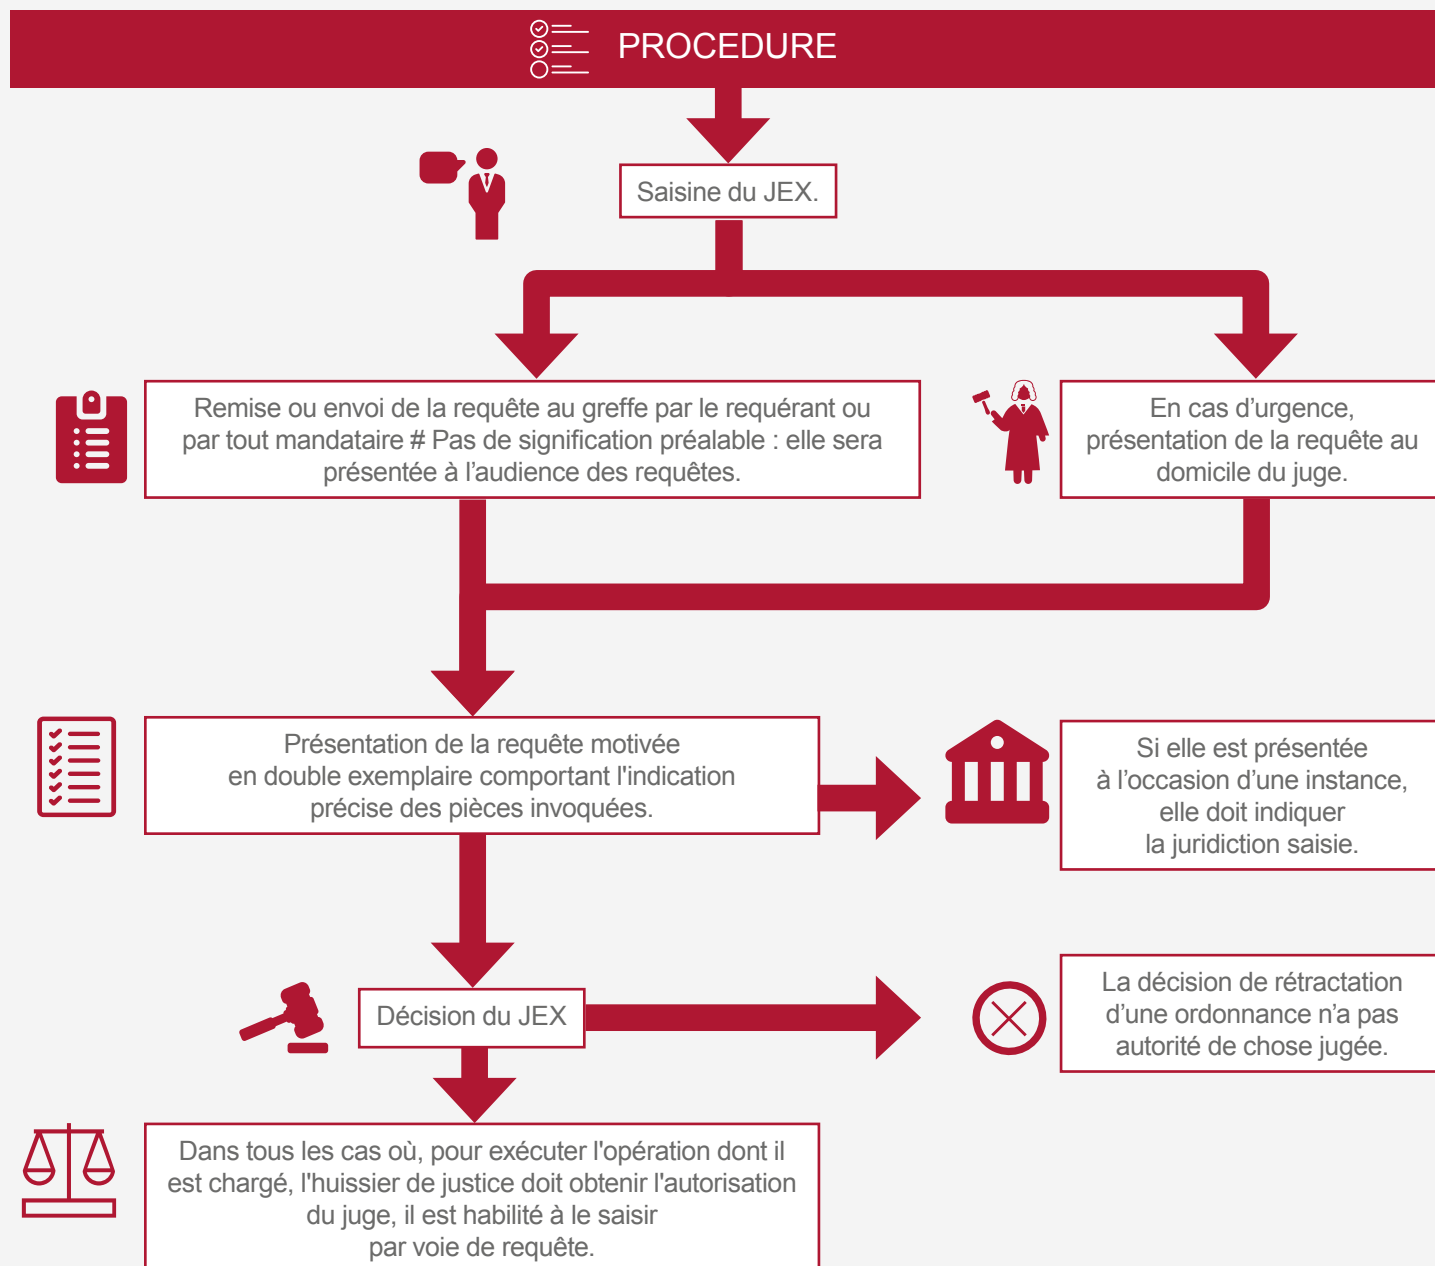 PROCEDURE
Saisine du JEX.
Remise ou envoi de la requête au greffe par le requérant ou
par tout mandataire # Pas de signification préalable : elle sera
présentée à l’audience des requêtes.
En cas d’urgence,
présentation de la requête au
domicile du juge.
Présentation de la requête motivée
en double exemplaire comportant l'indication
précise des pièces invoquées.
Si elle est présentée
à l’occasion d’une instance,
elle doit indiquer
la juridiction saisie.
Décision du JEX
La décision de rétractation
d’une ordonnance n’a pas
autorité de chose jugée.
Dans tous les cas où, pour exécuter l'opération dont il
est chargé, l'huissier de justice doit obtenir l'autorisation
du juge, il est habilité à le saisir
par voie de requête.